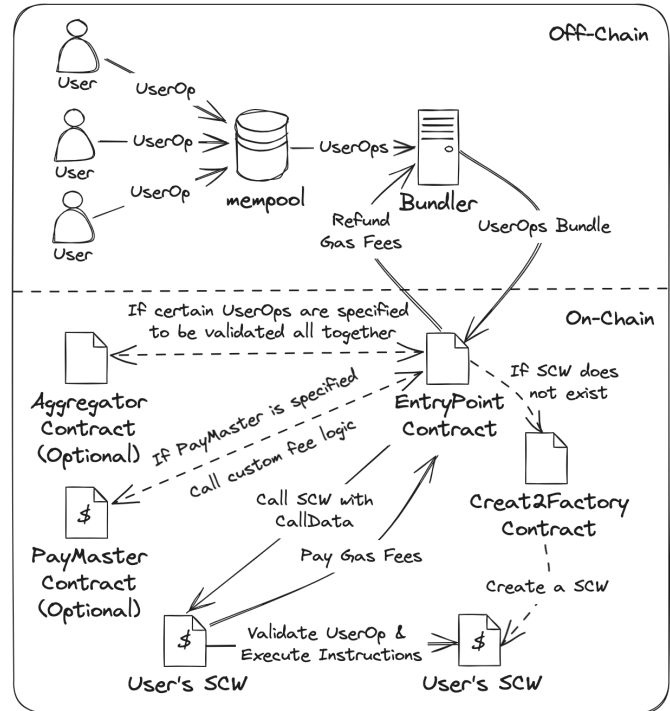 Off-Chain
User
UserOp
User
UserOp
User
UserOp
mempool
UserOps
Bundler
Refund
Gas Fees
UserOps Bundle
On-Chain
If certain UserOps are specified
to be validated all together
Aggregator
Contract
(Optional)
EntryPoint
Contract
If SCW does
not exist
If PayMaster is specified
Call custom fee logic
$
PayMaster
Contract
(Optional)
Call SCW with
CallData
Pay Gas Fees
Creat2Factory
Contract
Create a SCW
$
User's SCW
Validate UserOp &
Execute Instructions
$
User's SCW